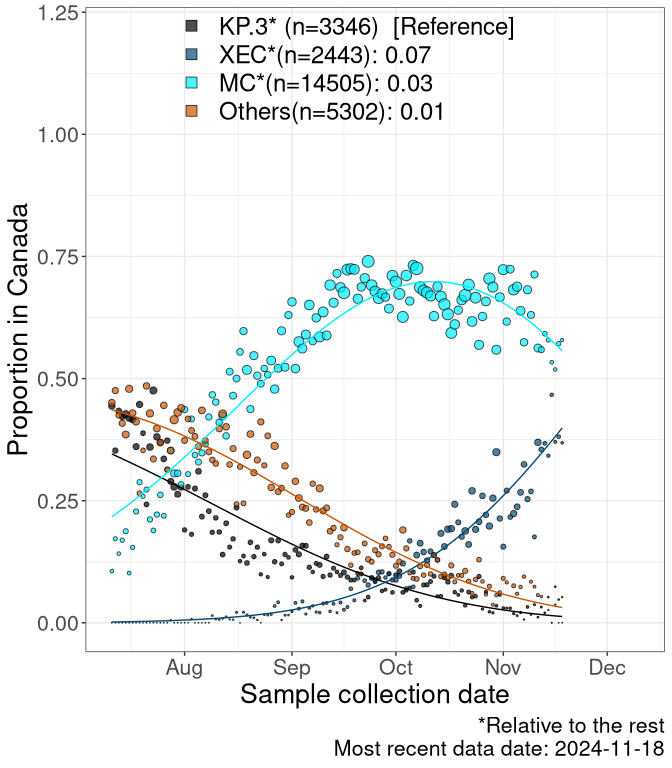 KP.3* (n=3346) [Reference]
XEC*(n=2443): 0.07
MC*(n=14505): 0.03
Others(n=5302): 0.01
1.25
1.00
0.75
0.50
0.25
0.00
Proportion in Canada
Aug Sep Oct Nov Dec
Sample collection date
*Relative to the rest
Most recent data date: 2024-11-18